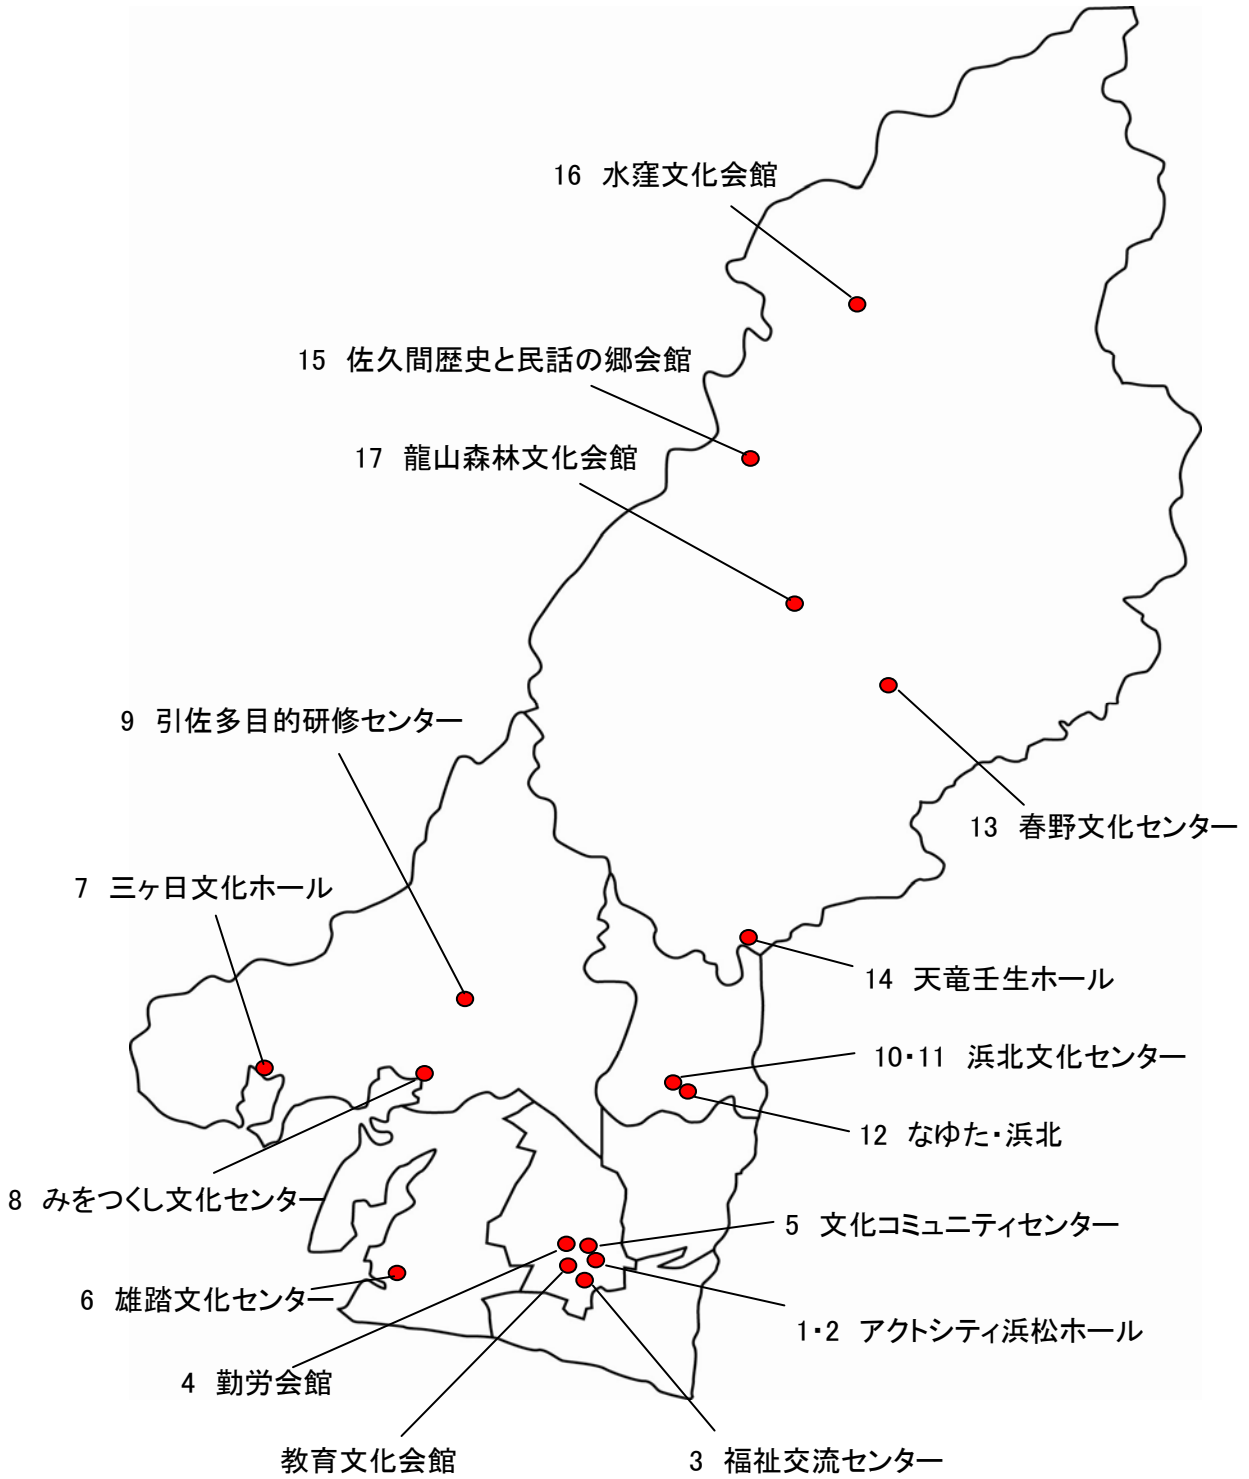 16 水窪文化会館
15 佐久間歴史と民話の郷会館
17 龍山森林文化会館
9 引佐多目的研修センター
13 春野文化センター
7 三ヶ日文化ホール
14 天竜壬生ホール
10・11 浜北文化センター
12 なゆた・浜北
8 みをつくし文化センター
5 文化コミュニティセンター
6 雄踏文化センター
1・2 アクトシティ浜松ホール
4 勤労会館
教育文化会館
3 福祉交流センター